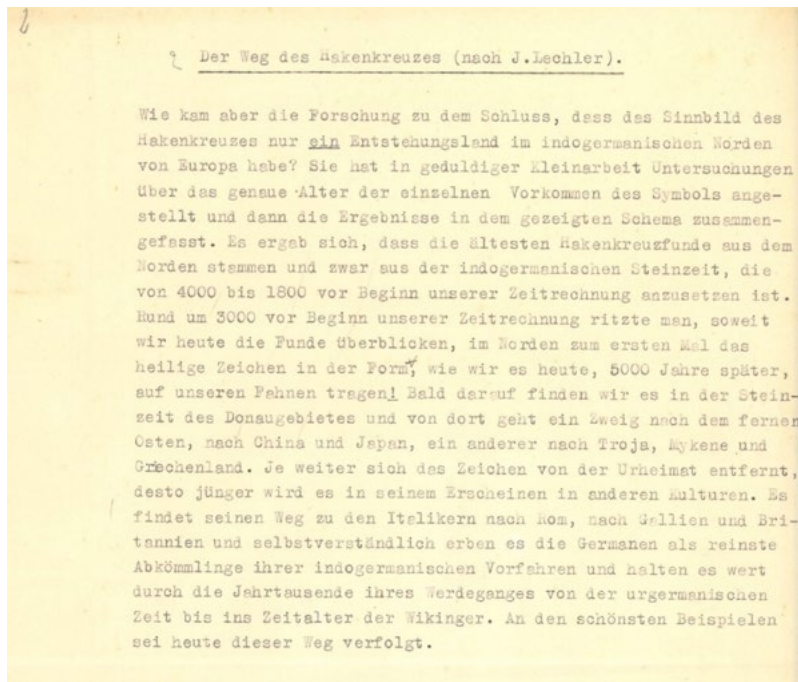 2
Der Weg des Hakenkreuzes (nach J.Lechler).
Wie kam aber die Forschung zu dem Schluss, dass das Sinnbild des
Hakenkreuzes nur ein Entstehungsland im indogermanischen Norden
von Europa habe? Sie hat in geduldiger Kleinarbeit Untersuchungen
über das genaue Alter der einzelnen Vorkommen des Symbols ange-
stellt und dann die Ergebnisse in dem gezeigten Schema zusammen-
gefasst. Es ergab sich, dass die ältesten Hakenkreuzfunde aus dem
Norden stammen und zwar aus der indogermanischen Steinzeit, die
von 4000 bis 1800 vor Beginn unserer Zeitrechnung anzusetzen ist.
Rund um 3000 vor Beginn unserer Zeitrechnung ritzte man, soweit
wir heute die Funde überblicken, im Norden zum ersten Mal das
heilige Zeichen in der Form, wie wir es heute, 5000 Jahre später,
auf unseren Fahnen tragen! Bald darauf finden wir es in der Stein-
zeit des Donaugebietes und von dort geht ein Zweig nach dem fernen
Osten, nach China und Japan, ein anderer nach Troja, Mykene und
Griechenland. Je weiter sich das Zeichen von der Urheimat entfernt,
desto jünger wird es in seinem Erscheinen in anderen Kulturen. Es
findet seinen Weg zu den Italikern nach Rom, nach Gallien und Bri-
tannien und selbstverständlich erben es die Germanen als reinste
Abkömmlinge ihrer indogermanischen Vorfahren und halten es wert
durch die Jahrtausende ihres Werdeganges von der urgermanischen
Zeit bis ins Zeitalter der Wikinger. An den schönsten Beispielen
sei heute dieser Weg verfolgt.